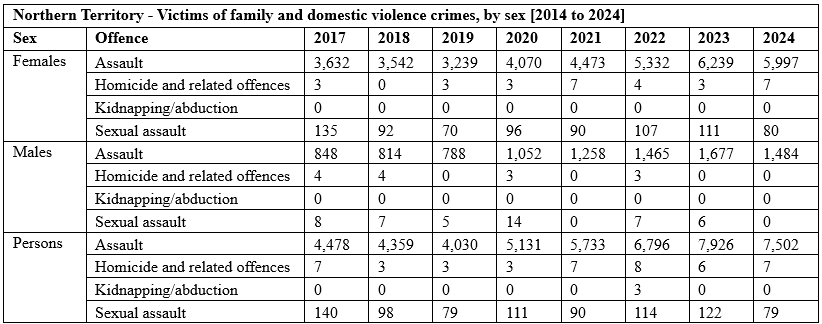 Northern Territory - Victims of family and domestic violence crimes, by sex [2014 to 2024]
Sex Offence 2017 2018 2019 2020 2021 2022 2023 2024
Females Assault 3,632 3,542 3,239 4,070 4,473 5,332 6,239 5,997
Homicide and related offences 3 0 3 3 7 4 3 7
Kidnapping/abduction 0 0 0 0 0 0 0 0
Sexual assault 135 92 70 96 90 107 111 80
Males Assault 848 814 788 1,052 1,258 1,465 1,677 1,484
Homicide and related offences 4 4 0 3 0 3 0 0
Kidnapping/abduction 0 0 0 0 0 0 0 0
Sexual assault 8 7 5 14 0 7 6 0
Persons Assault 4,478 4,359 4,030 5,131 5,733 6,796 7,926 7,502
Homicide and related offences 7 3 3 3 7 8 6 7
Kidnapping/abduction 0 0 0 0 0 3 0 0
Sexual assault 140 98 79 111 90 114 122 79